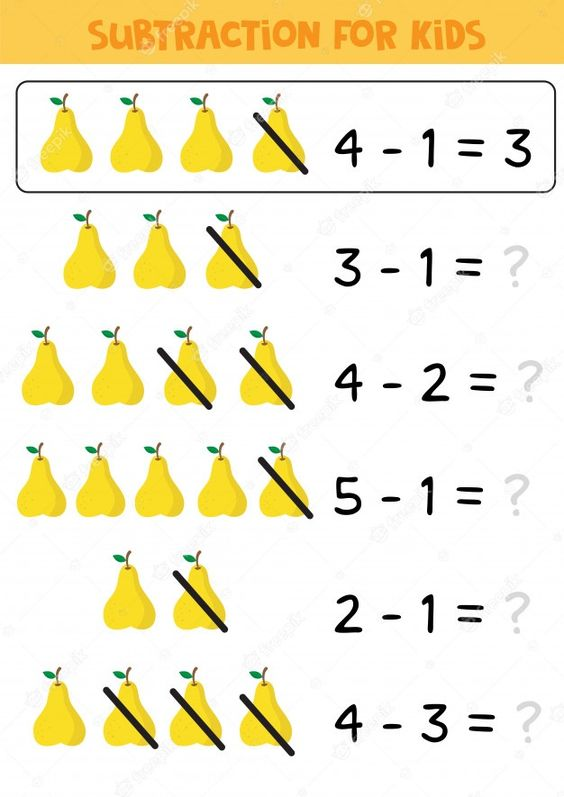 SUBTRACTION FOR KIDS
4 - 1 = 3
3 - 1 = ?
4 - 2 = ?
5 - 1 = ?
2 - 1 = ?
4 - 3 = ?